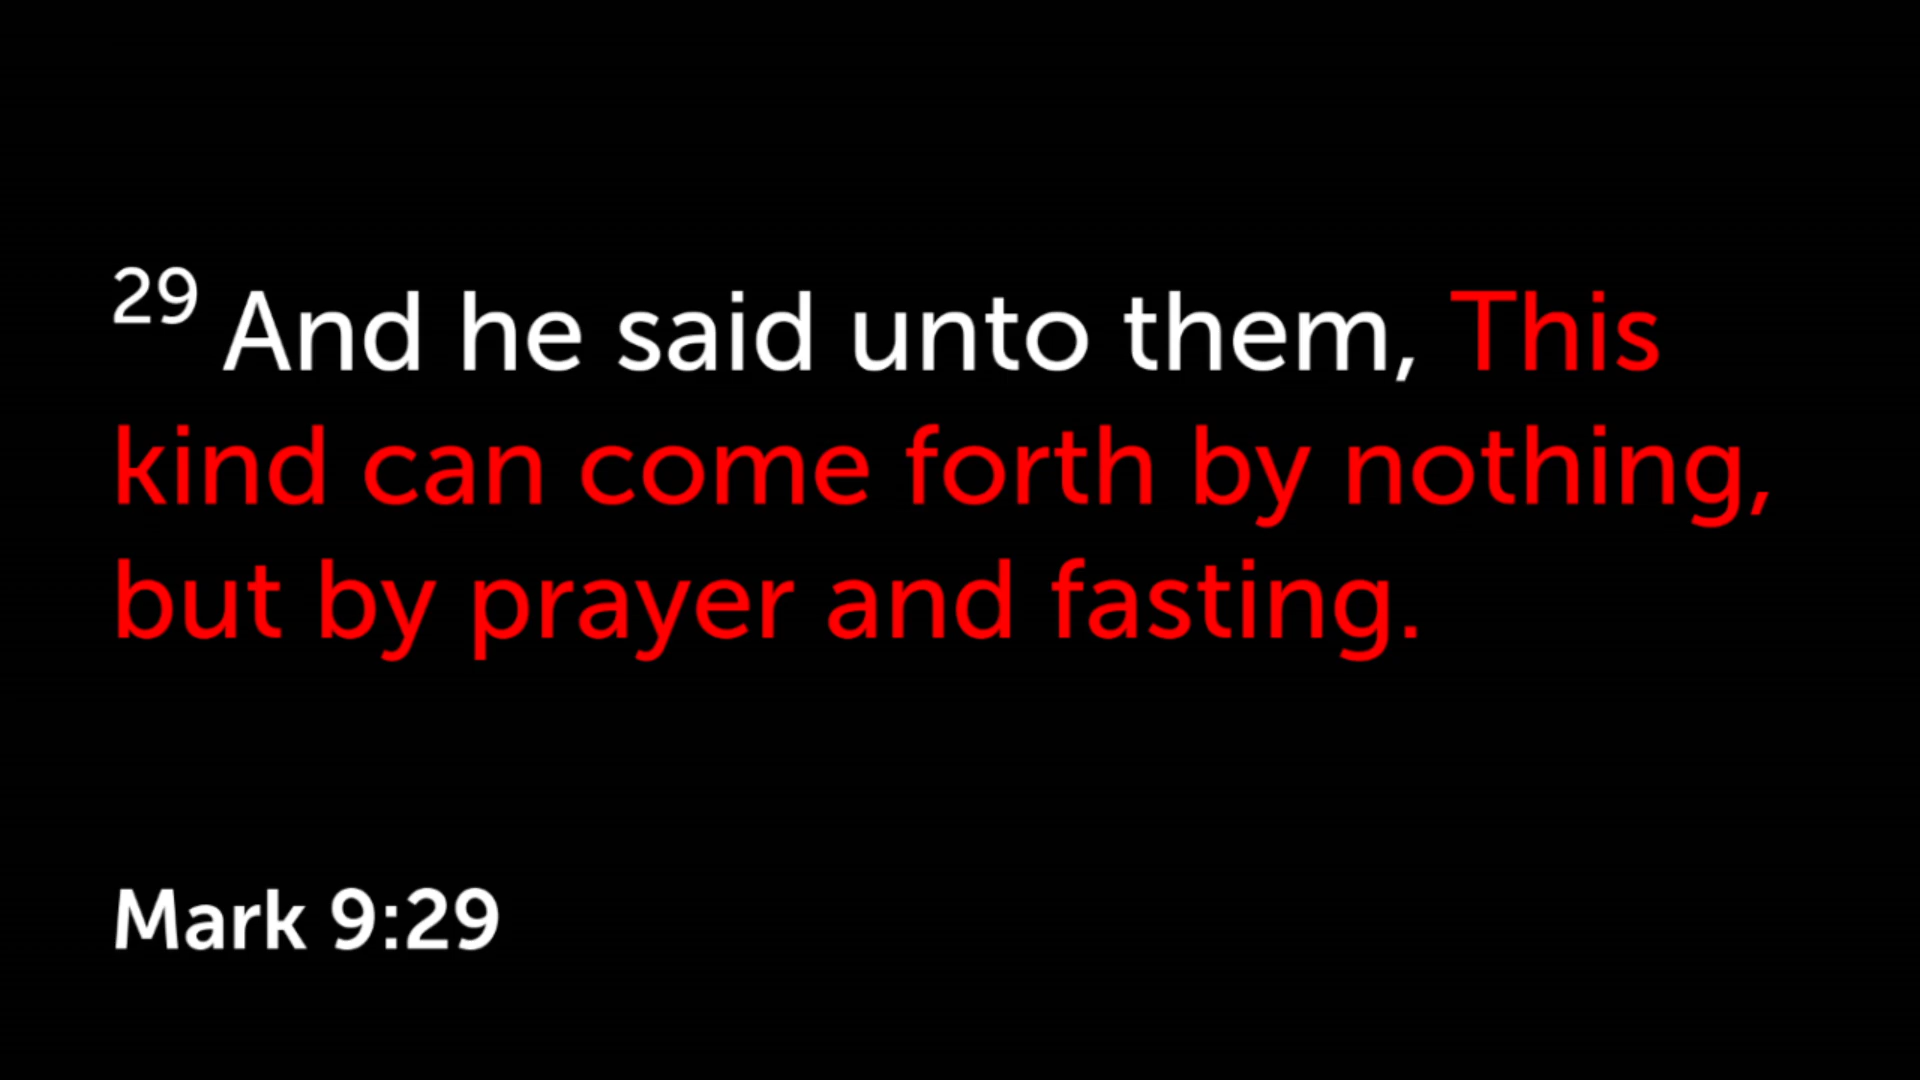 29 And he said unto them, This
kind can come forth by nothing,
but by prayer and fasting.
Mark 9:29